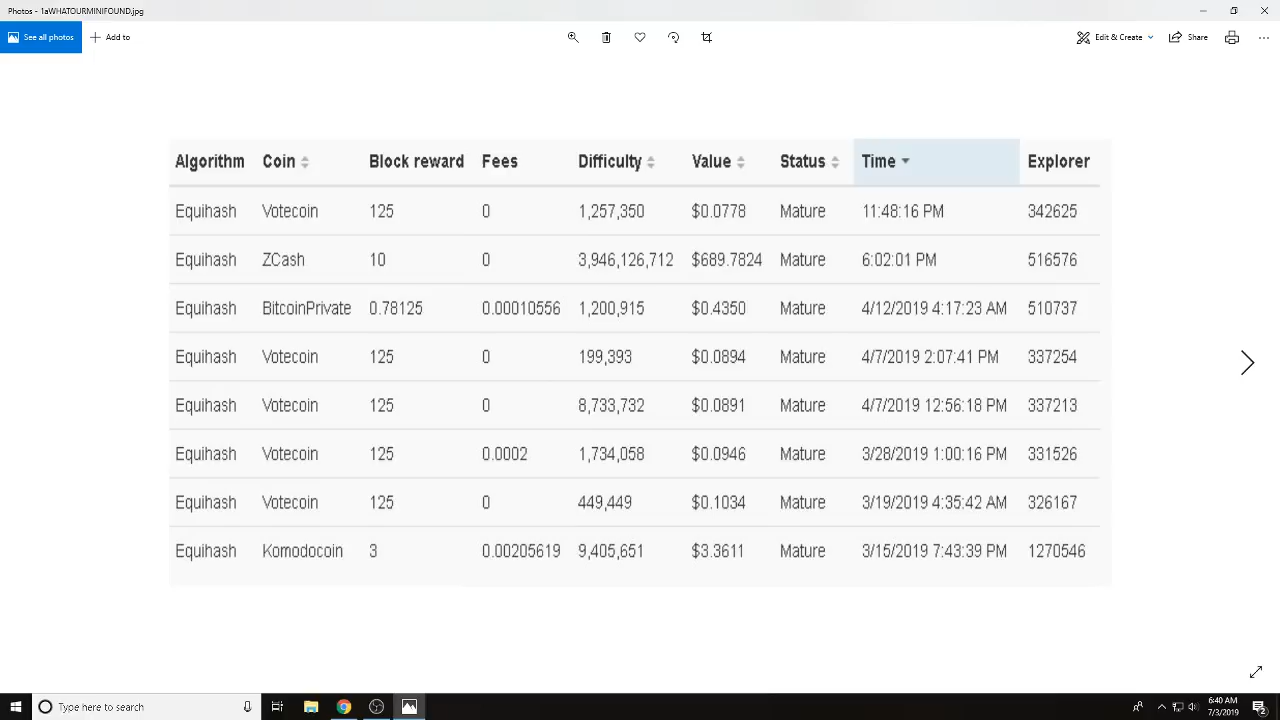 Photos - 1aWHATOURMINIFOUND.jpg
See all photos Add to Edit & Create Share
Algorithm Coin Block reward Fees Difficulty Value Status Time Explorer
Equihash Votecoin 125 0 1,257,350 $0.0778 Mature 11:48:16 PM 342625
Equihash ZCash 10 0 3,946,126,712 $689.7824 Mature 6:02:01 PM 516576
Equihash BitcoinPrivate 0.78125 0.00010556 1,200,915 $0.4350 Mature 4/12/2019 4:17:23 AM 510737
Equihash Votecoin 125 0 199,393 $0.0894 Mature 4/7/2019 2:07:41 PM 337254
Equihash Votecoin 125 0 8,733,732 $0.0891 Mature 4/7/2019 12:56:18 PM 337213
Equihash Votecoin 125 0.0002 1,734,058 $0.0946 Mature 3/28/2019 1:00:16 PM 331526
Equihash Votecoin 125 0 449,449 $0.1034 Mature 3/19/2019 4:35:42 AM 326167
Equihash Komodocoin 3 0.00205619 9,405,651 $3.3611 Mature 3/15/2019 7:43:39 PM 1270546
Type here to search
6:40 AM
7/3/2019
2